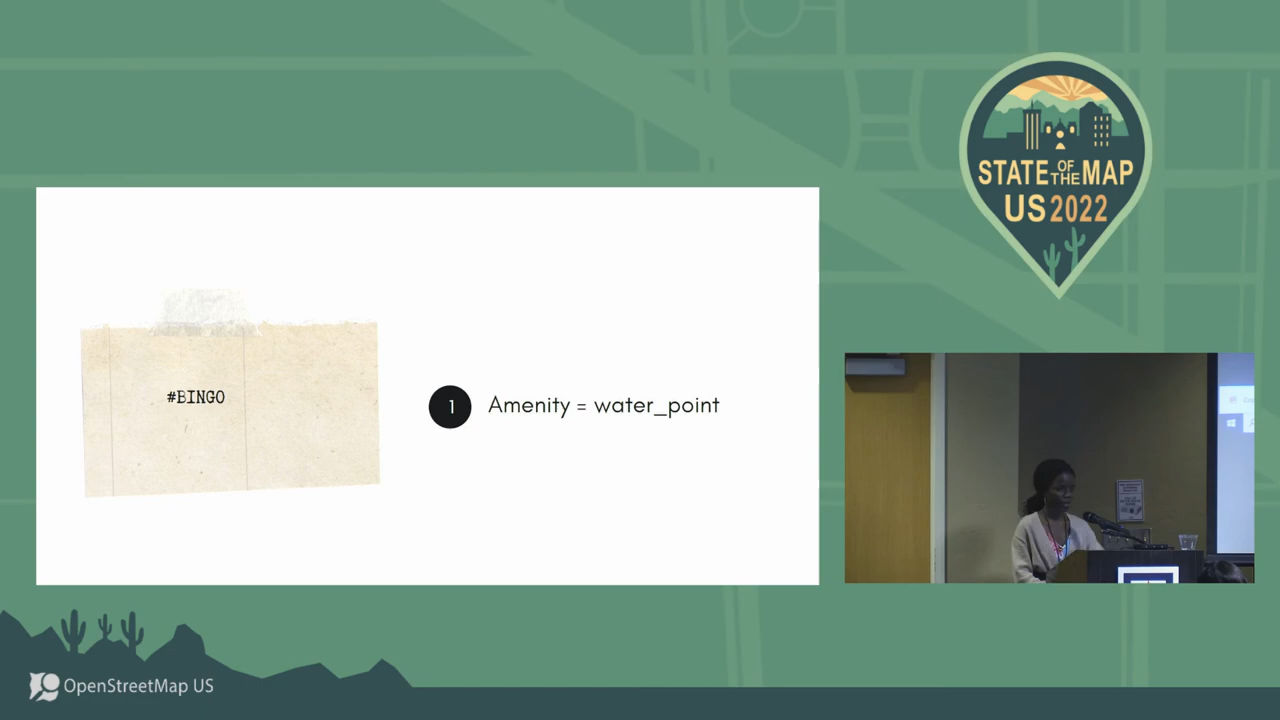 STATE OF THE MAP
US 2022
#BINGO
1 Amenity = water_point
OpenStreetMap US